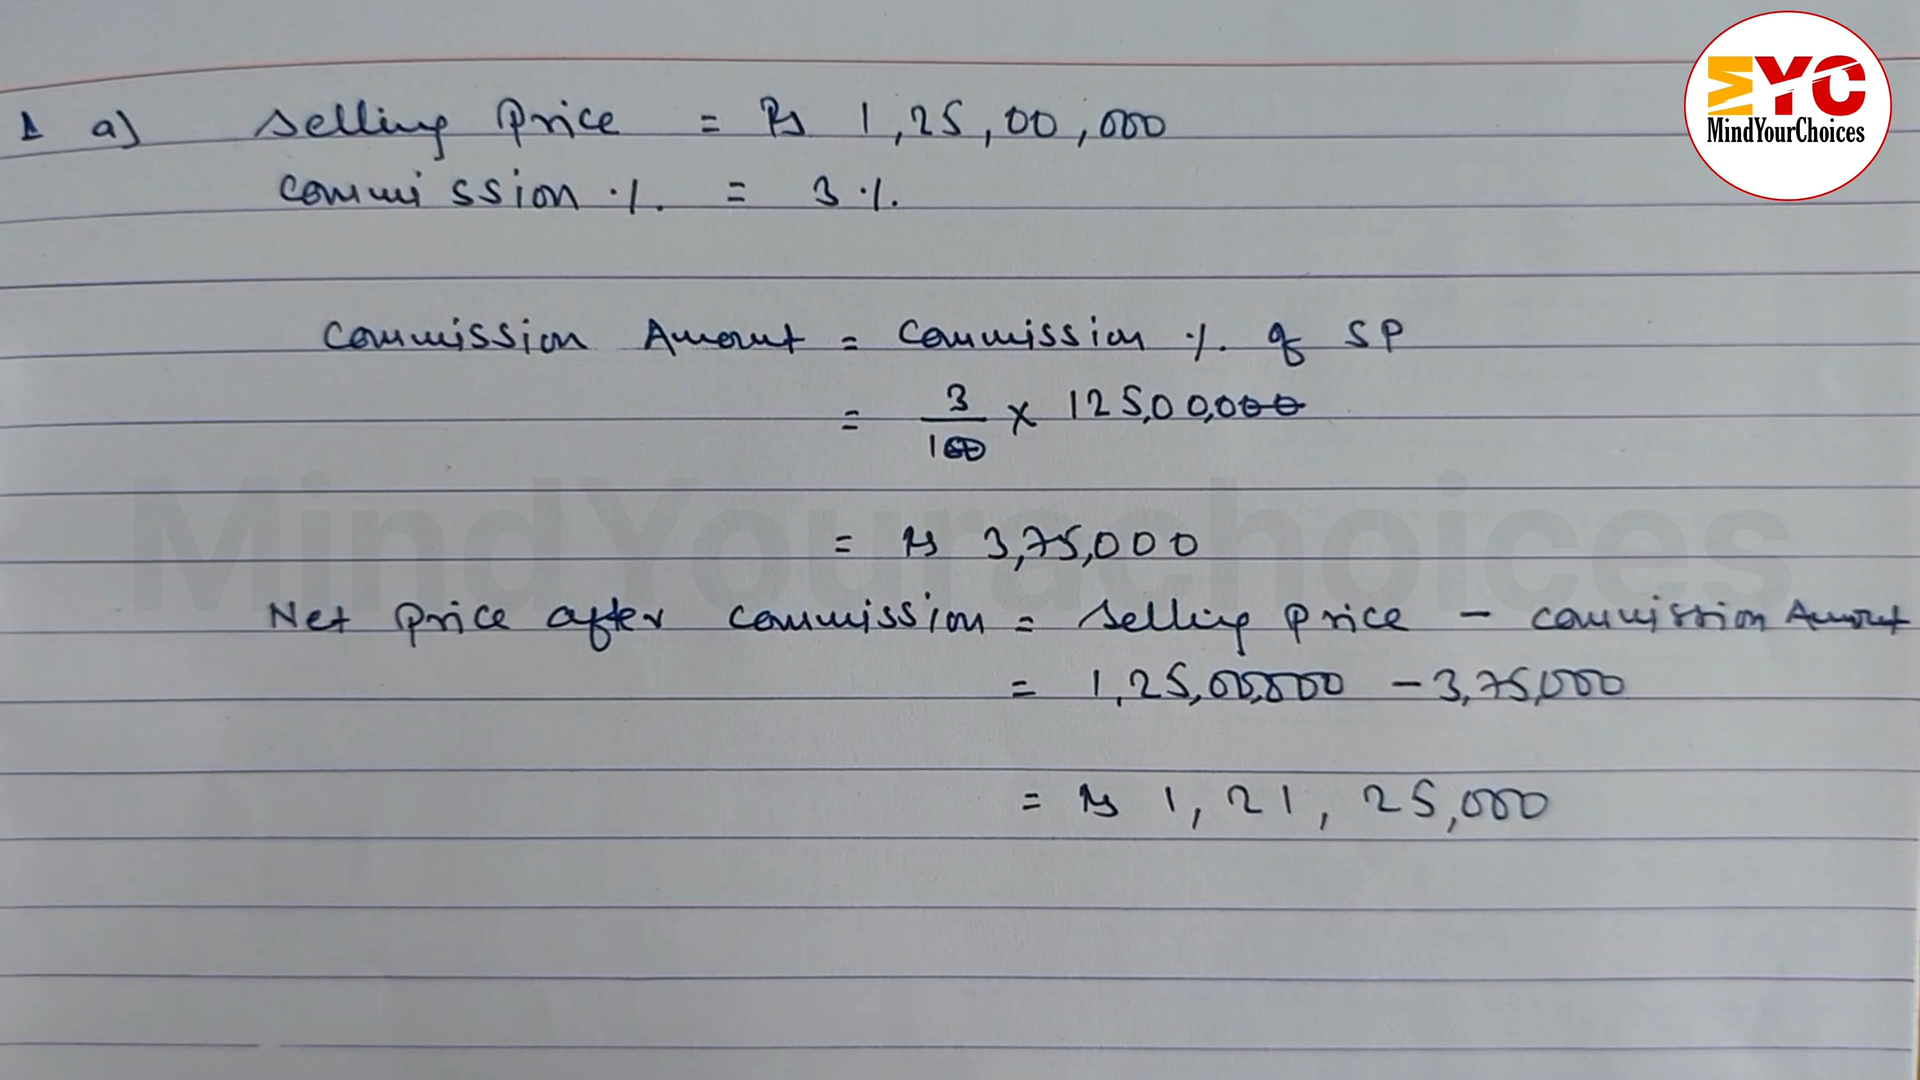 MYC
MindYourChoices
1 a) Selling Price = Rs 1,25,00,000
Commission % = 3 %
Commission Amount = Commission % of SP
= 3/100 × 125,00,000
= Rs 3,75,000
Net Price after commission = Selling Price - Commission Amount
= 1,25,00,000 - 3,75,000
= Rs 1,21,25,000
MindYourachoices